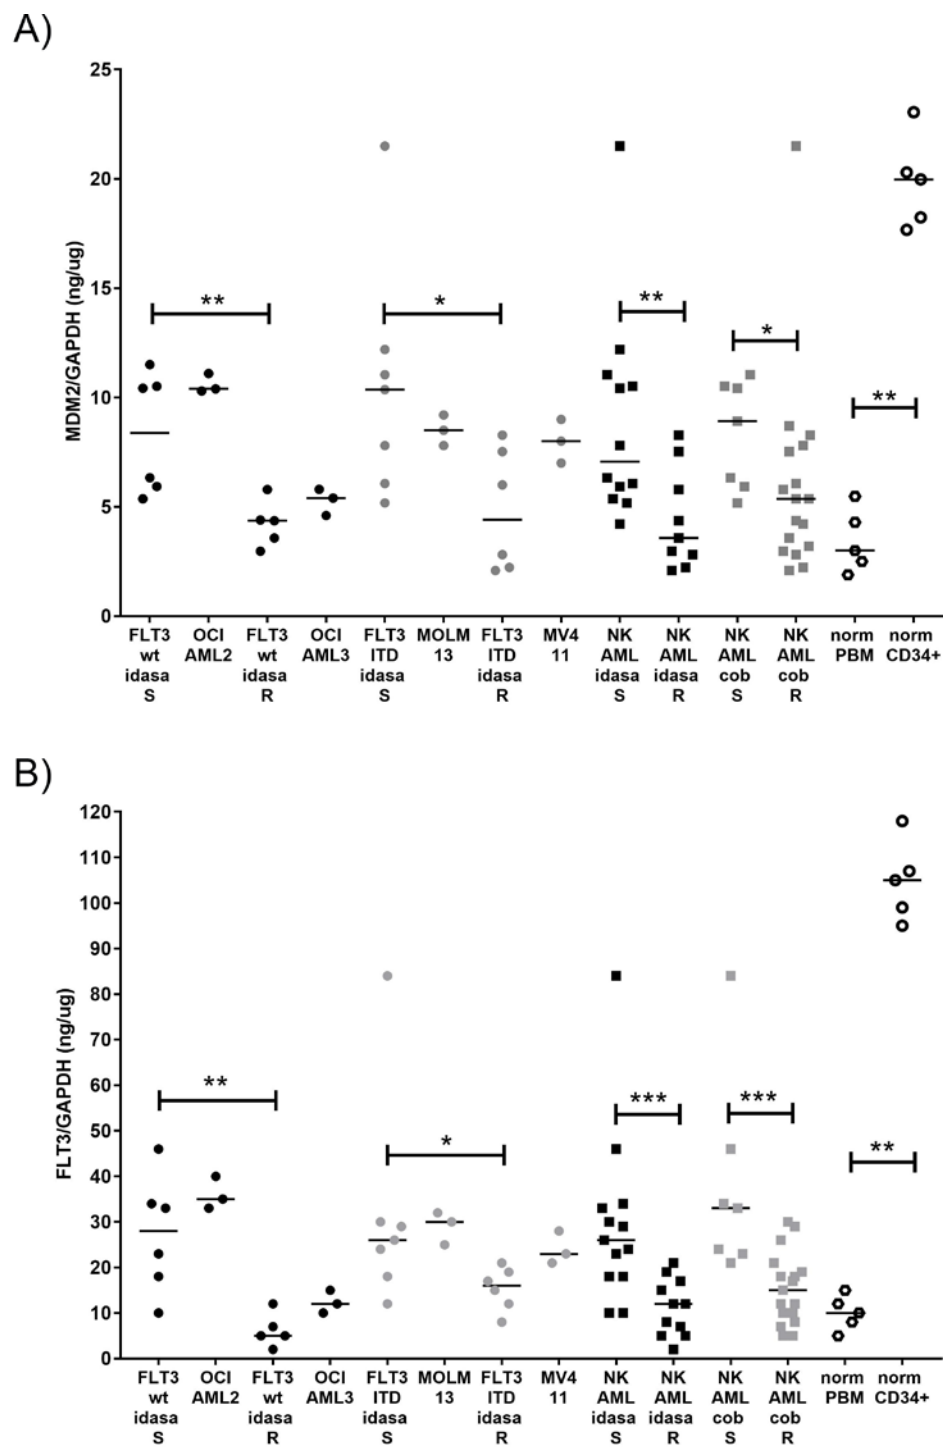 A)
MDM2/GAPDH (ng/ug)
25
20
15
10
5
0
** * ** * **
FLT3 OCI FLT3 OCI FLT3 MOLM FLT3 MV4 NK NK NK NK norm norm
wt AML2 wt AML3 ITD 13 ITD 11 AML AML AML AML PBM CD34+
idasa idasa idasa idasa idasa idasa cob cob
S R S R S R S R
B)
FLT3/GAPDH (ng/ug)
120
110
100
90
80
70
60
50
40
30
20
10
0
** * *** *** **
FLT3 OCI FLT3 OCI FLT3 MOLM FLT3 MV4 NK NK NK NK norm norm
wt AML2 wt AML3 ITD 13 ITD 11 AML AML AML AML PBM CD34+
idasa idasa idasa idasa idasa idasa cob cob
S R S R S R S R